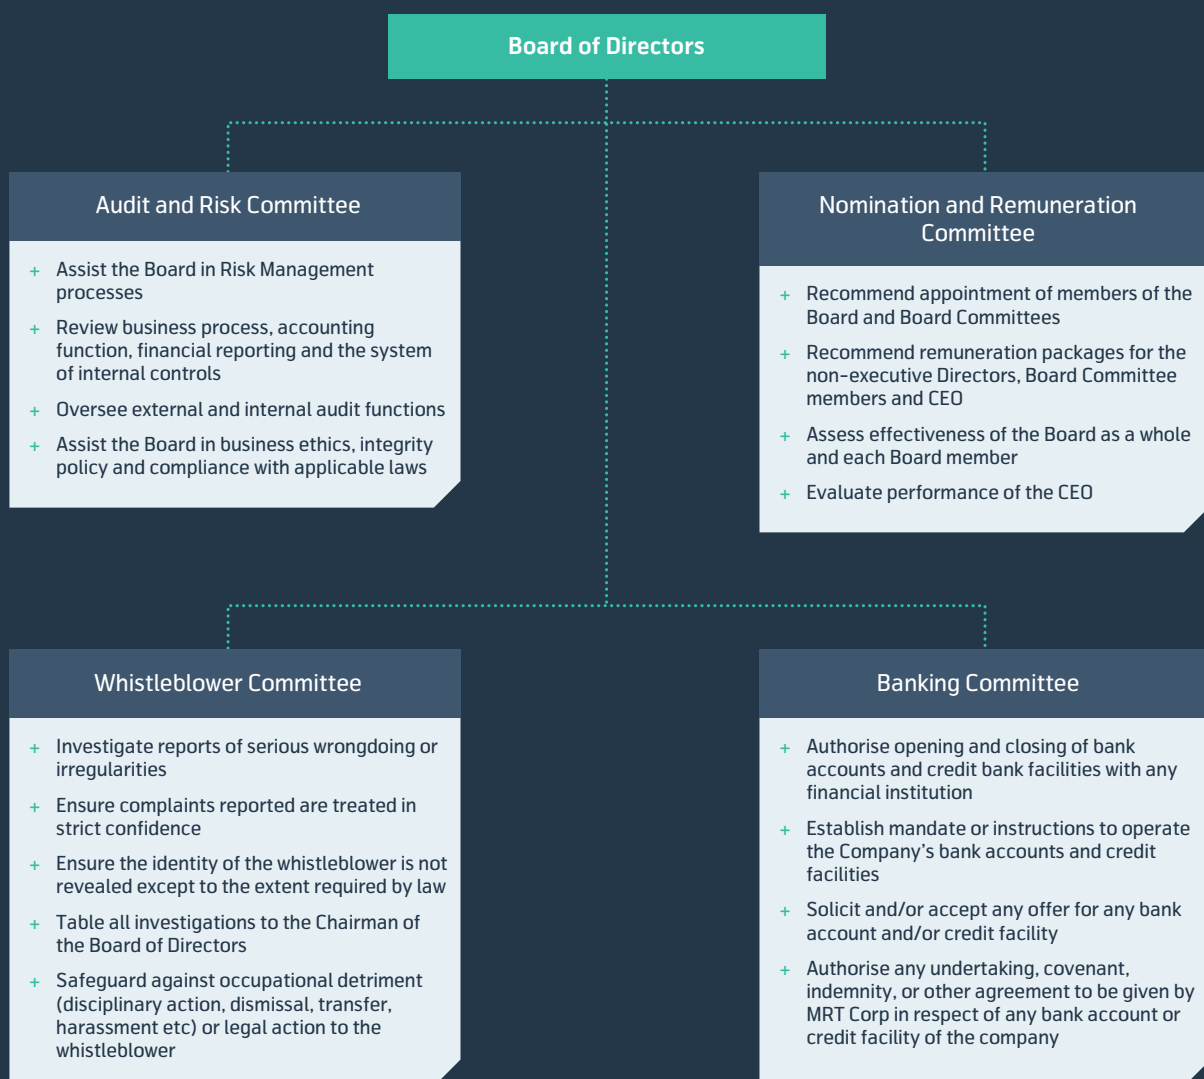 Board of Directors
Audit and Risk Committee
+ Assist the Board in Risk Management
processes
+ Review business process, accounting
function, financial reporting and the system
of internal controls
+ Oversee external and internal audit functions
+ Assist the Board in business ethics, integrity
policy and compliance with applicable laws
Nomination and Remuneration
Committee
+ Recommend appointment of members of the
Board and Board Committees
+ Recommend remuneration packages for the
non-executive Directors, Board Committee
members and CEO
+ Assess effectiveness of the Board as a whole
and each Board member
+ Evaluate performance of the CEO
Whistleblower Committee
+ Investigate reports of serious wrongdoing or
irregularities
+ Ensure complaints reported are treated in
strict confidence
+ Ensure the identity of the whistleblower is not
revealed except to the extent required by law
+ Table all investigations to the Chairman of
the Board of Directors
+ Safeguard against occupational detriment
(disciplinary action, dismissal, transfer,
harassment etc) or legal action to the
whistleblower
Banking Committee
+ Authorise opening and closing of bank
accounts and credit bank facilities with any
financial institution
+ Establish mandate or instructions to operate
the Company’s bank accounts and credit
facilities
+ Solicit and/or accept any offer for any bank
account and/or credit facility
+ Authorise any undertaking, covenant,
indemnity, or other agreement to be given by
MRT Corp in respect of any bank account or
credit facility of the company